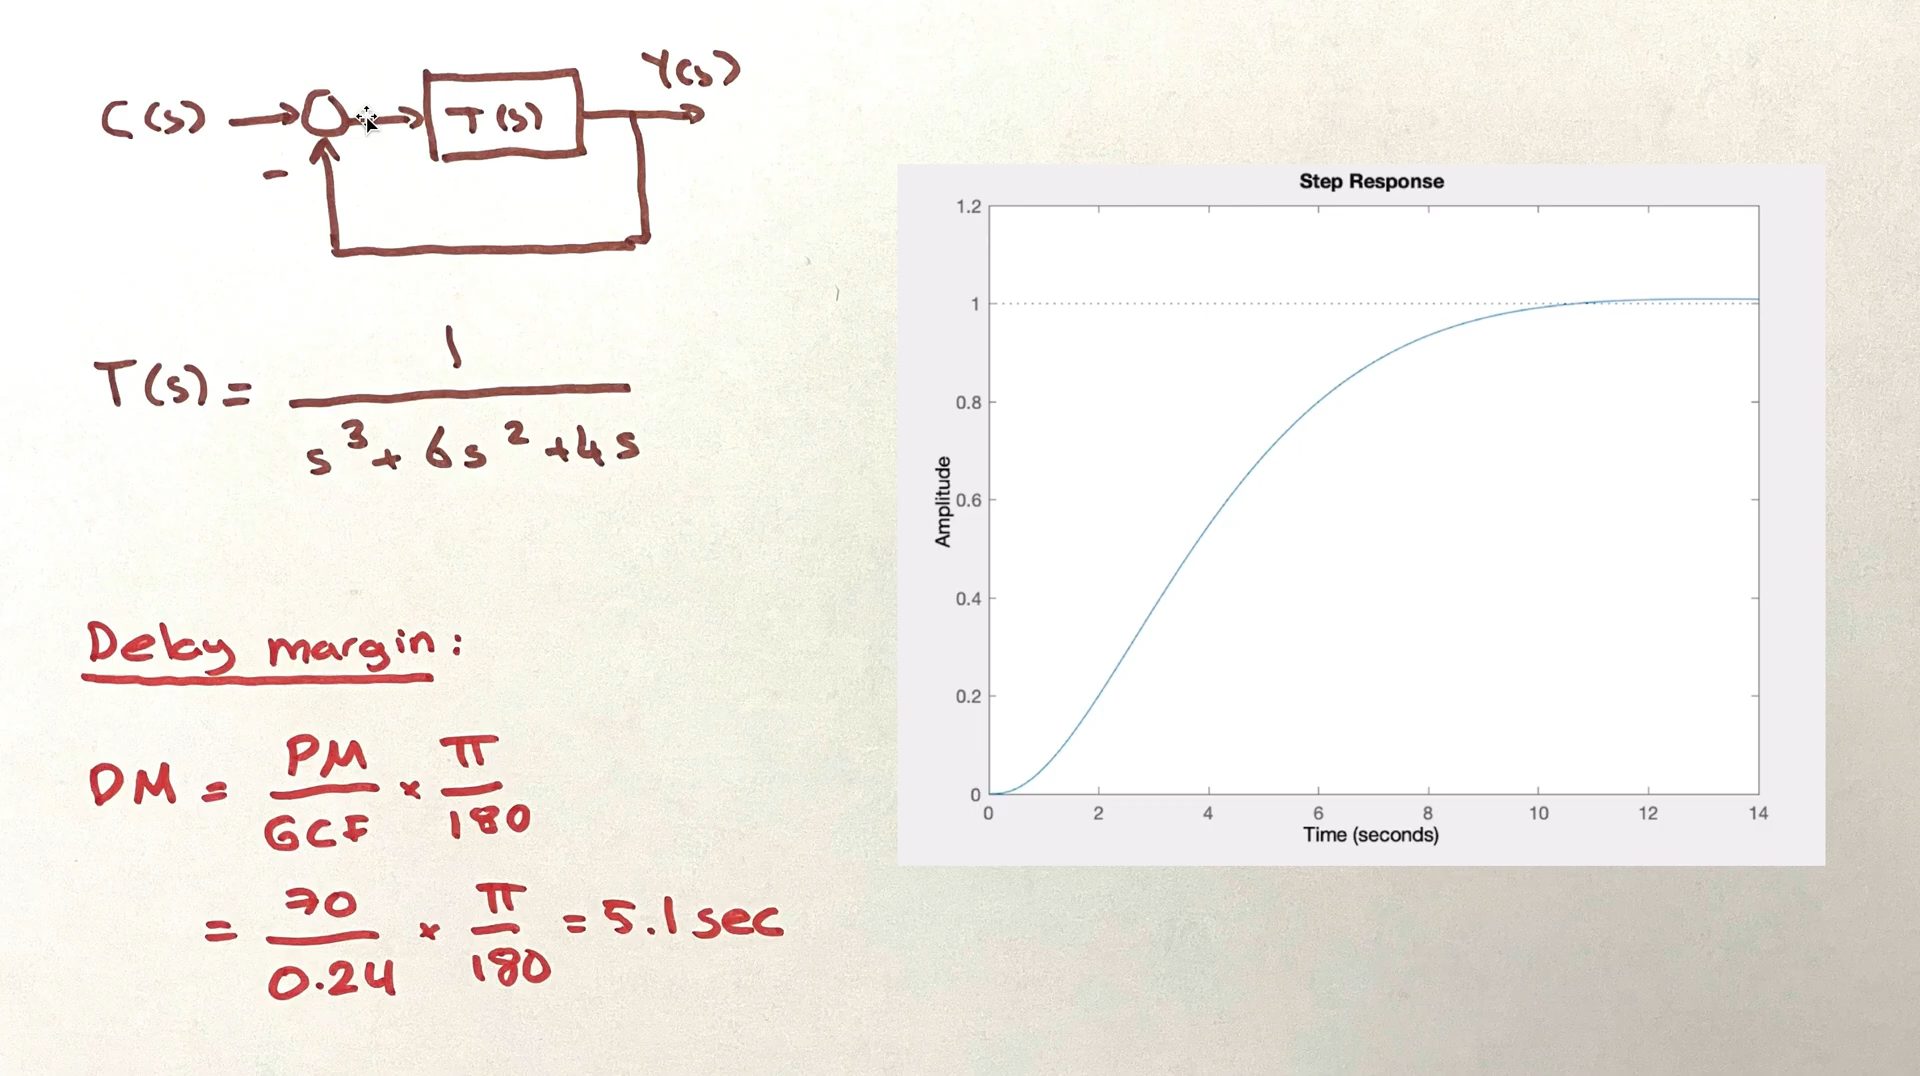 C(s)
T(s)
Y(s)
-
T(s) = 1 / s³ + 6s² + 4s
Delay margin:
DM = PM / GCF × π / 180
= 70 / 0.24 × π / 180 = 5.1 sec
Step Response
Amplitude
1.2
1
0.8
0.6
0.4
0.2
0
0 2 4 6 8 10 12 14
Time (seconds)